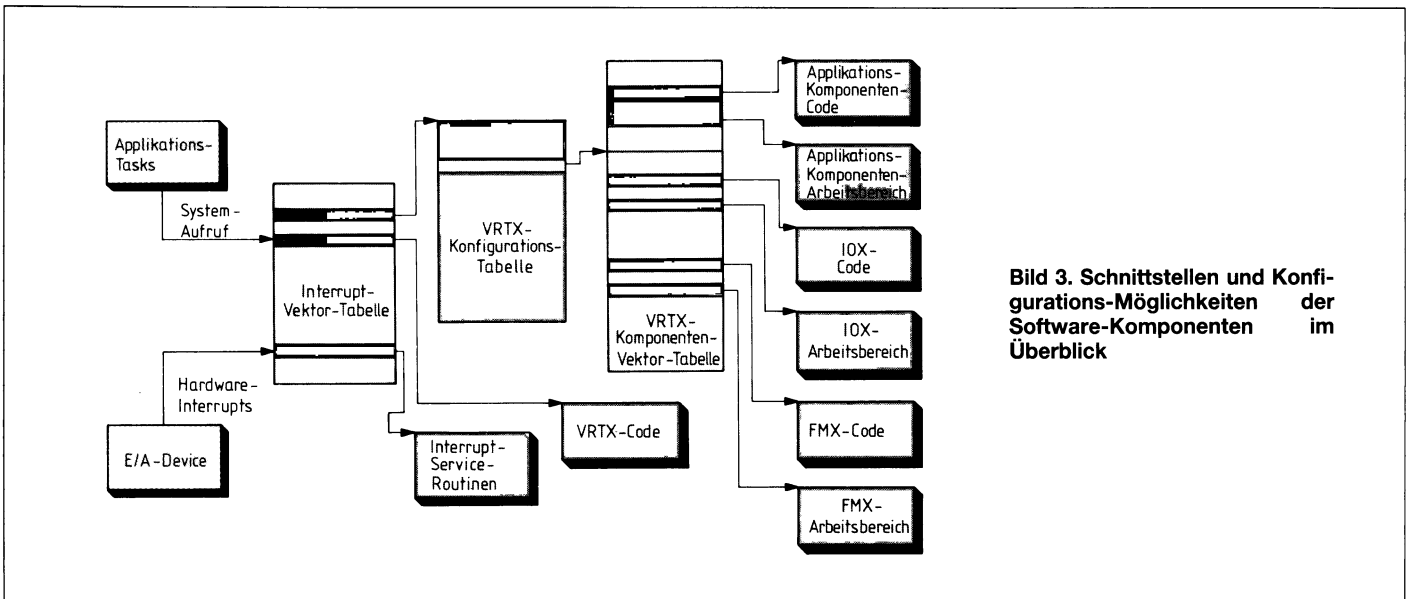 Applikations-
Tasks
System-
Aufruf
Interrupt-
Vektor-Tabelle
Hardware-
Interrupts
E/A-Device
Interrupt-
Service-
Routinen
VRTX-
Konfigurations-
Tabelle
VRTX-Code
VRTX-
Komponenten-
Vektor-Tabelle
Applikations-
Komponenten-
Code
Applikations-
Komponenten-
Arbeitsbereich
IOX-
Code
IOX-
Arbeitsbereich
FMX-Code
FMX-
Arbeitsbereich
Bild 3. Schnittstellen und Konfi-
gurations-Möglichkeiten der
Software-Komponenten im
Überblick